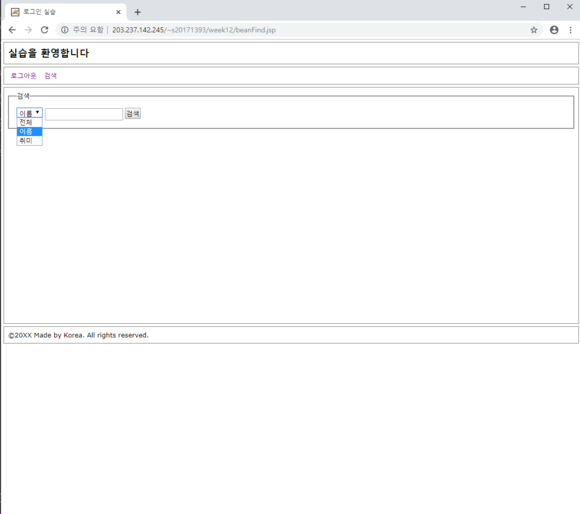 로그인 실습
주의 요함 | 203.237.142.245/~s20171393/week12/beanFind.jsp
실습을 환영합니다
로그아웃 검색
검색
이름 검색
전체
이름
취미
©20XX Made by Korea. All rights reserved.